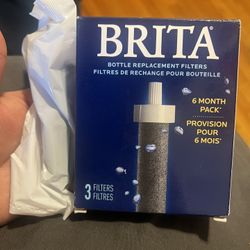 BRITA®
BOTTLE REPLACEMENT FILTERS
FILTRES DE RECHANGE POUR BOUTEILLE
6 MONTH
PACK*
PROVISION
POUR
6 MOIS*
3 FILTERS
FILTRES